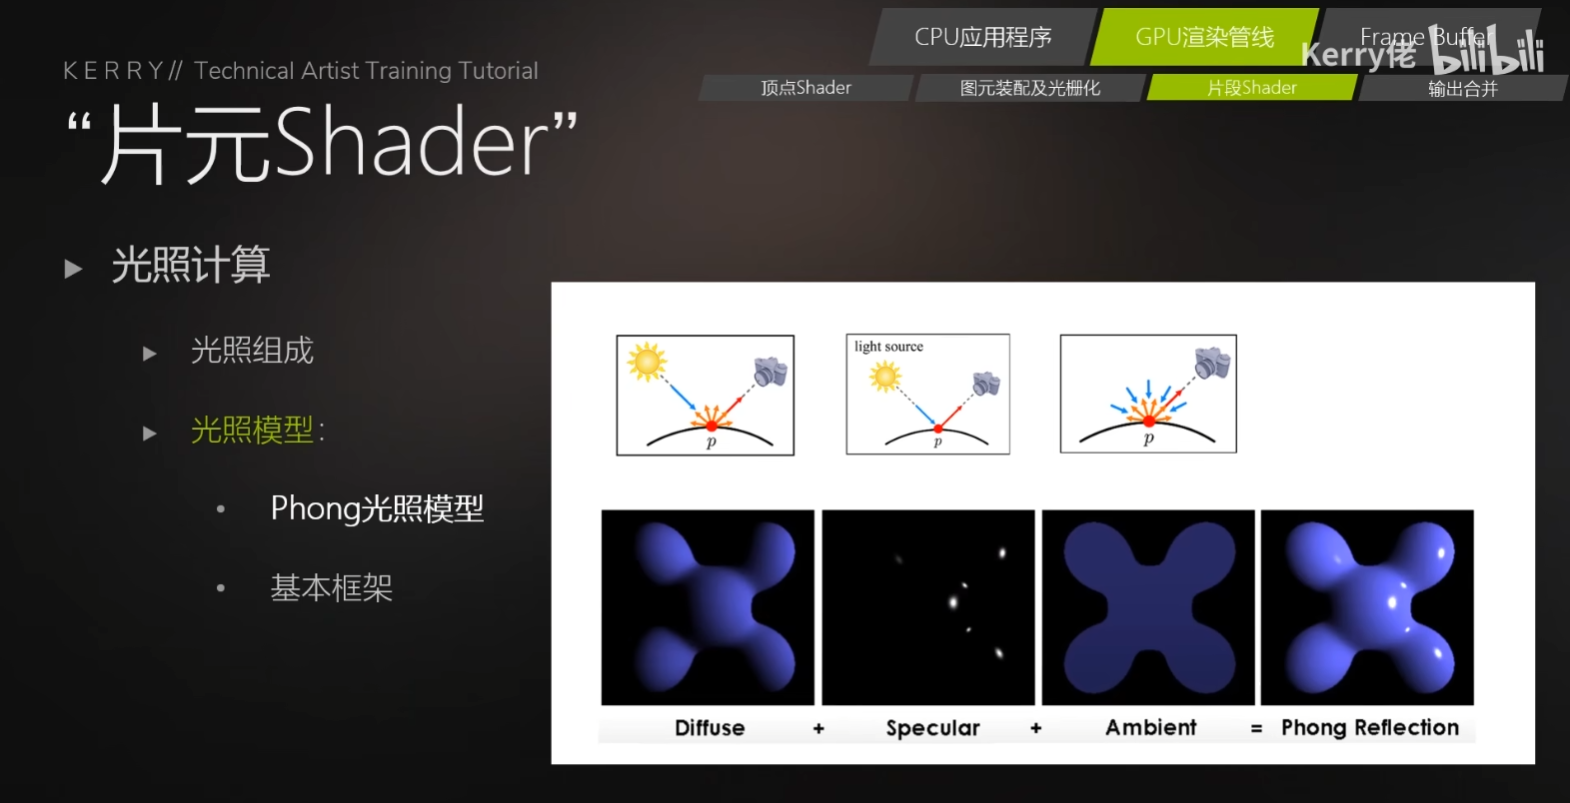 CPU应用程序 GPU渲染管线 Frame Buffer
Kerry佬 bilibili
顶点Shader 图元装配及光栅化 片段Shader 输出合并
KERRY// Technical Artist Training Tutorial
“片元Shader”
光照计算
光照组成
光照模型:
Phong光照模型
基本框架
light source
p p p
Diffuse + Specular + Ambient = Phong Reflection